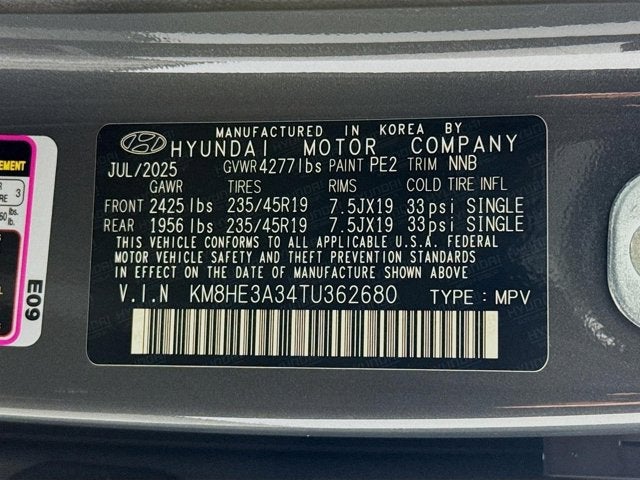 MANUFACTURED IN KOREA BY
HYUNDAI MOTOR COMPANY
JUL/2025 GVWR 4277lbs PAINT PE2 TRIM NNB
GAWR TIRES RIMS COLD TIRE INFL
FRONT 2425lbs 235/45R19 7.5JX19 33psi SINGLE
REAR 1956lbs 235/45R19 7.5JX19 33psi SINGLE
THIS VEHICLE CONFORMS TO ALL APPLICABLE U.S.A. FEDERAL
MOTOR VEHICLE SAFETY AND THEFT PREVENTION STANDARDS
IN EFFECT ON THE DATE OF MANUFACTURE SHOWN ABOVE.
V.I.N KM8HE3A34TU362680 TYPE : MPV
3
lbs.
E09